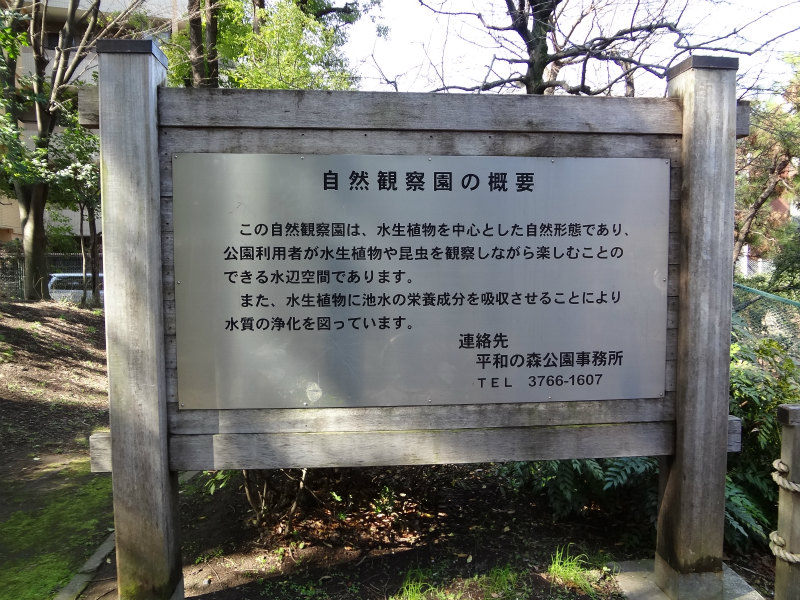 自然観察園の概要
この自然観察園は、水生植物を中心とした自然形態であり、
公園利用者が水生植物や昆虫を観察しながら楽しむことの
できる水辺空間であります。
また、水生植物に池水の栄養成分を吸収させることにより
水質の浄化を図っています。
連絡先
平和の森公園事務所
TEL 3766-1607